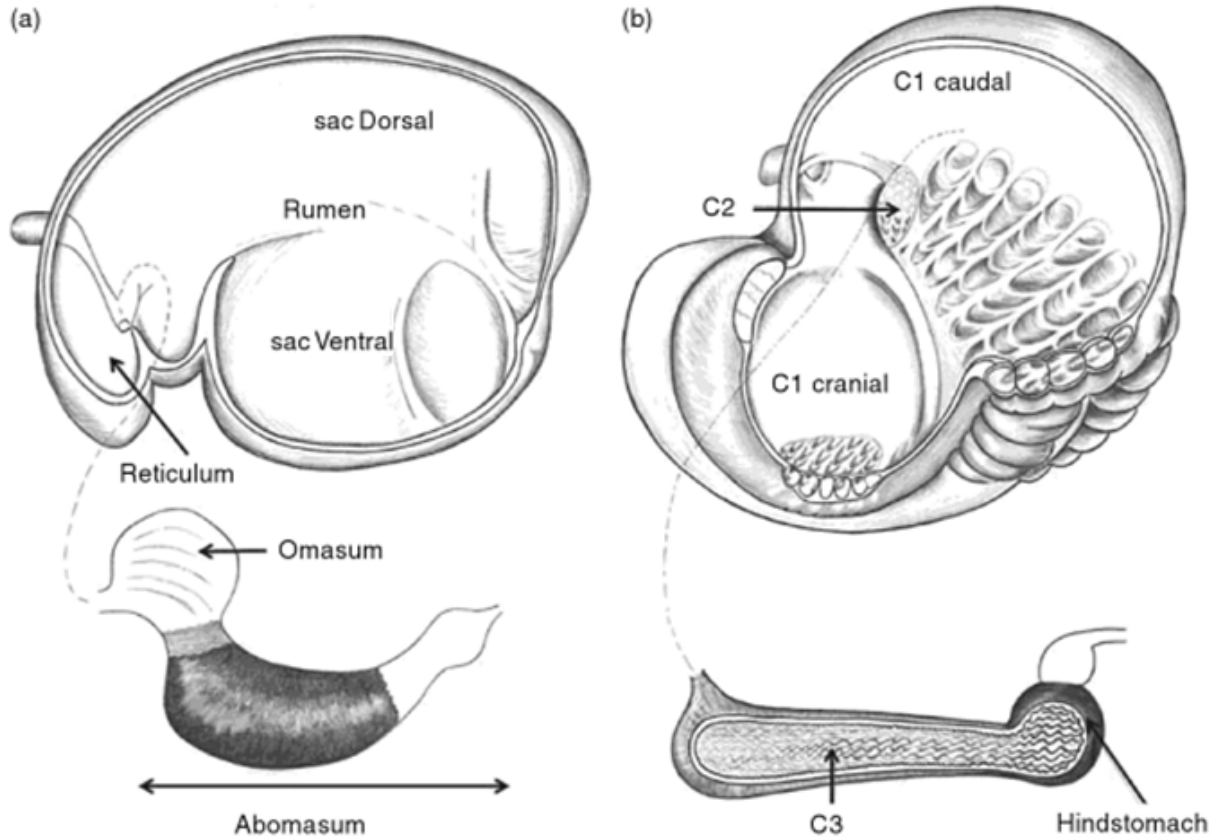 (a)
sac Dorsal
Rumen
sac Ventral
Reticulum
Omasum
Abomasum
(b)
C1 caudal
C2
C1 cranial
C3
Hindstomach